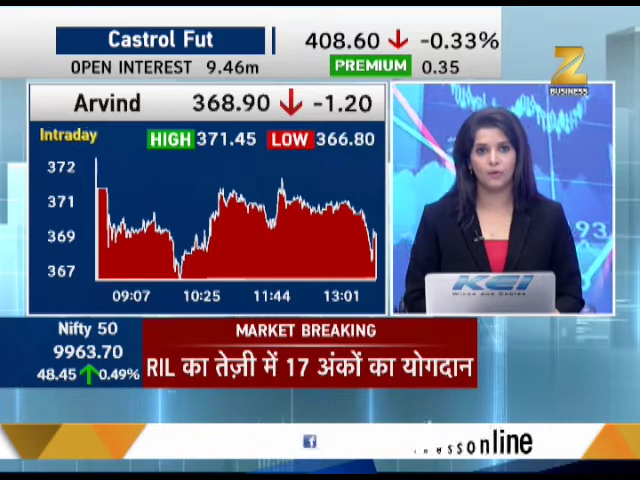 Castrol Fut 408.60 -0.33%
OPEN INTEREST 9.46m PREMIUM 0.35
Z
BUSINESS
Arvind 368.90 -1.20
Intraday HIGH 371.45 LOW 366.80
372
371
369
367
09:07 10:25 11:44 13:01
KEI
Wires and Cables
Nifty 50
9963.70
48.45 0.49%
MARKET BREAKING
RIL का तेज़ी में 17 अंकों का योगदान
f
online